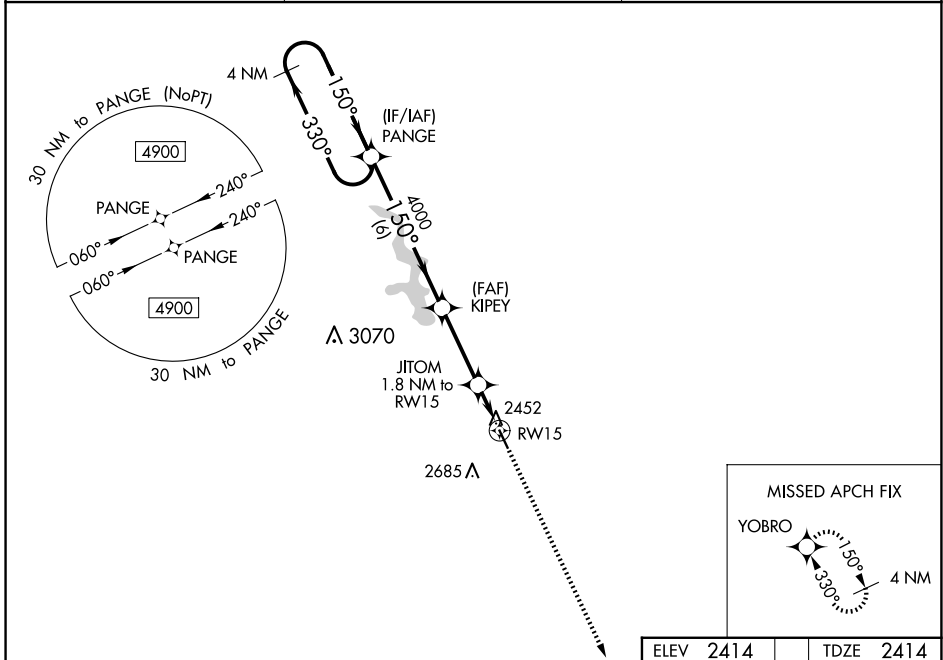 30 NM to PANGE (NoPT)
4900
240°
PANGE
060°
240°
PANGE
060°
4900
30 NM to PANGE
4 NM
150°
330°
(IF/IAF)
PANGE
4000
150°
(6)
(FAF)
KIPEY
3070
JITOM
1.8 NM to
RW15
2452
RW15
2685
MISSED APCH FIX
YOBRO
150°
330°
4 NM
ELEV 2414 TDZE 2414